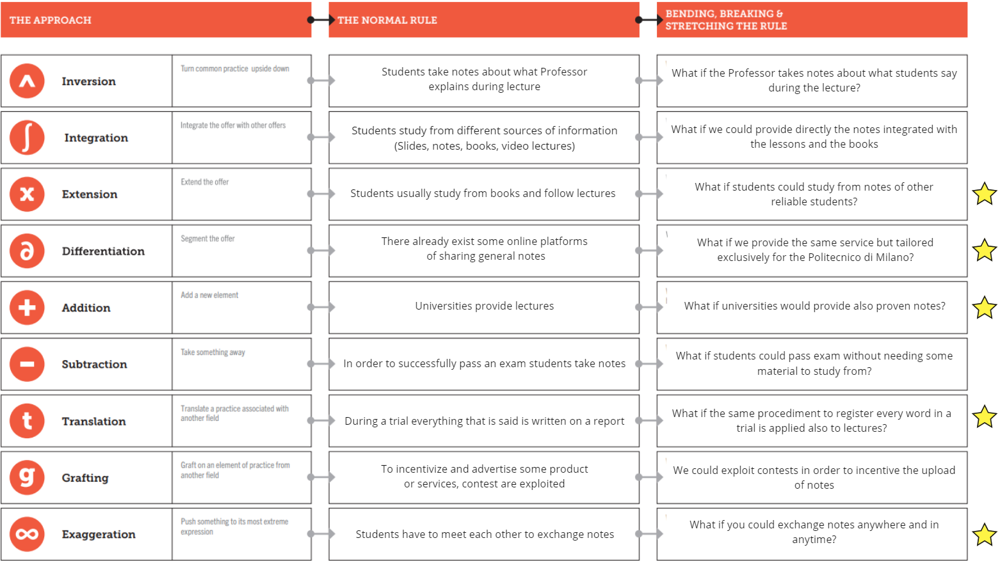 THE APPROACH
THE NORMAL RULE
BENDING, BREAKING &
STRETCHING THE RULE
Inversion
Turn common practice upside down
Students take notes about what Professor
explains during lecture
What if the Professor takes notes about what students say
during the lecture?
∫
Integration
Integrate the offer with other offers
Students study from different sources of information
(Slides, notes, books, video lectures)
What if we could provide directly the notes integrated with
the lessons and the books
x
Extension
Extend the offer
Students usually study from books and follow lectures
What if students could study from notes of other
reliable students?
∂
Differentiation
Segment the offer
There already exist some online platforms
of sharing general notes
What if we provide the same service but tailored
exclusively for the Politecnico di Milano?
+
Addition
Add a new element
Universities provide lectures
What if universities would provide also proven notes?
−
Subtraction
Take something away
In order to successfully pass an exam students take notes
What if students could pass exam without needing some
material to study from?
t
Translation
Translate a practice associated with
another field
During a trial everything that is said is written on a report
What if the same procediment to register every word in a
trial is applied also to lectures?
g
Grafting
Graft on an element of practice from
another field
To incentivize and advertise some product
or services, contest are exploited
We could exploit contests in order to incentive the upload
of notes
∞
Exaggeration
Push something to its most extreme
expression
Students have to meet each other to exchange notes
What if you could exchange notes anywhere and in
anytime?